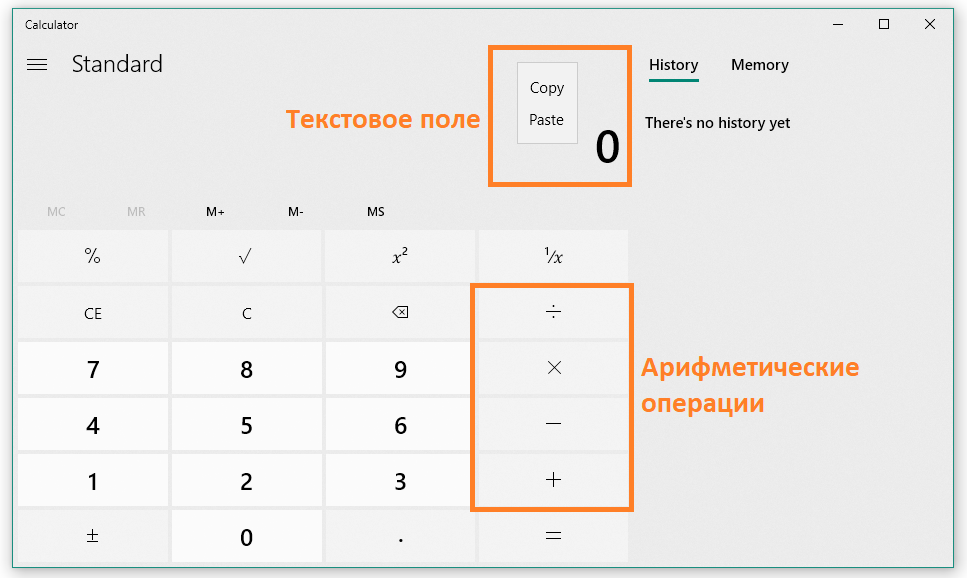 Calculator
Standard
Copy
Paste
Текстовое поле
0
History Memory
There's no history yet
MC MR M+ M- MS
% √ x² ¹/x
CE C ⌫ ÷
7 8 9 ×
4 5 6 −
1 2 3 +
± 0 . =
Арифметические
операции